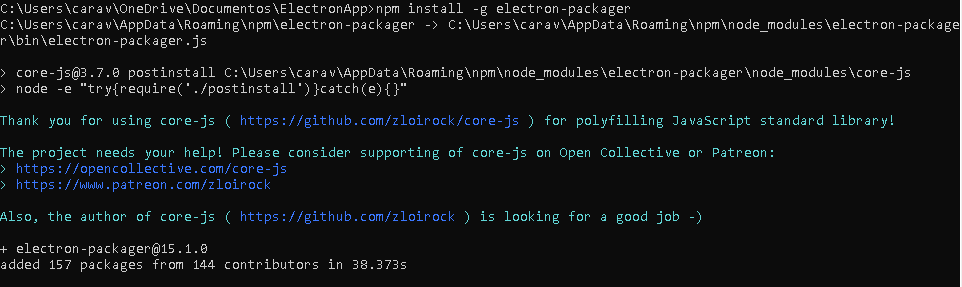 C:\Users\carav\OneDrive\Documentos\ElectronApp>npm install -g electron-packager
C:\Users\carav\AppData\Roaming\npm\electron-packager -> C:\Users\carav\AppData\Roaming\npm\node_modules\electron-package
r\bin\electron-packager.js
> core-js@3.7.0 postinstall C:\Users\carav\AppData\Roaming\npm\node_modules\electron-packager\node_modules\core-js
> node -e "try{require('./postinstall')}catch(e){}"
Thank you for using core-js ( https://github.com/zloirock/core-js ) for polyfilling JavaScript standard library!
The project needs your help! Please consider supporting of core-js on Open Collective or Patreon:
> https://opencollective.com/core-js
> https://www.patreon.com/zloirock
Also, the author of core-js ( https://github.com/zloirock ) is looking for a good job -)
+ electron-packager@15.1.0
added 157 packages from 144 contributors in 38.373s